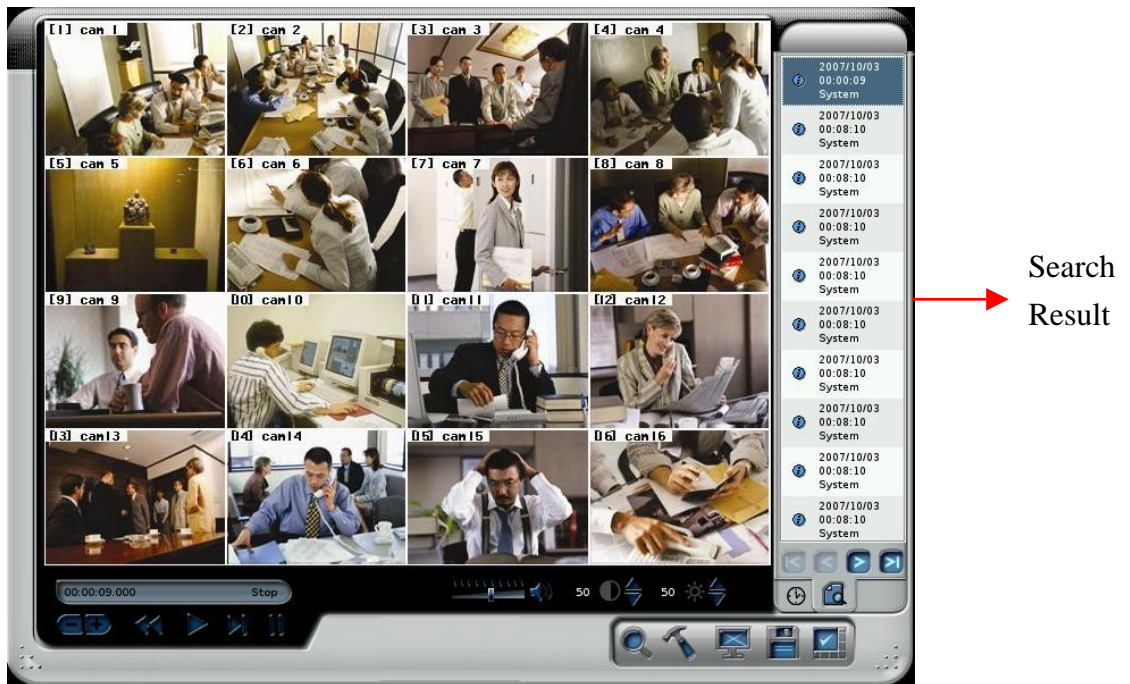 [1] cam 1
[2] cam 2
[3] cam 3
[4] cam 4
[5] cam 5
[6] cam 6
[7] cam 7
[8] cam 8
[9] cam 9
[10] cam10
[11] cam11
[12] cam12
[13] cam13
[14] cam14
[15] cam15
[16] cam16
2007/10/03
00:00:09
System
2007/10/03
00:08:10
System
2007/10/03
00:08:10
System
2007/10/03
00:08:10
System
2007/10/03
00:08:10
System
2007/10/03
00:08:10
System
2007/10/03
00:08:10
System
2007/10/03
00:08:10
System
2007/10/03
00:08:10
System
2007/10/03
00:08:10
System
Search
Result
00:00:09.000 Stop
50 50